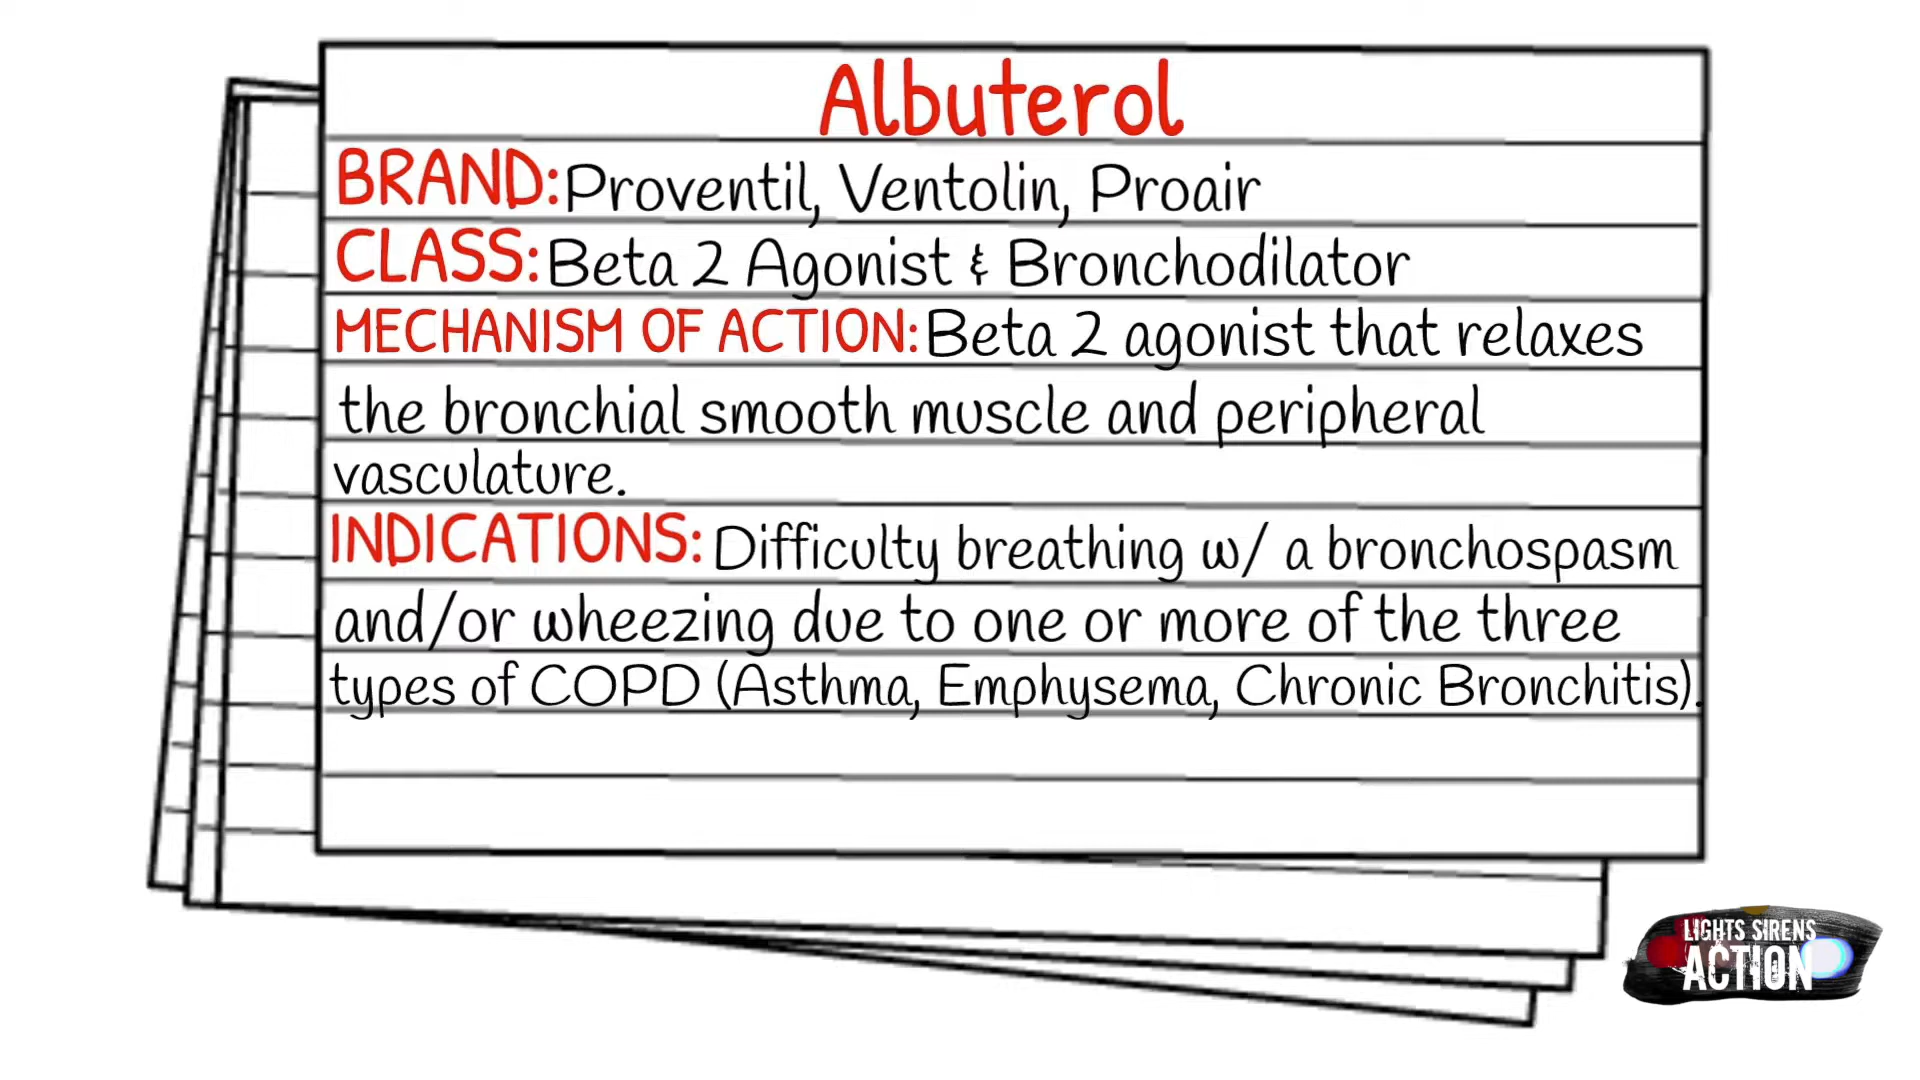 Albuterol
BRAND: Proventil, Ventolin, Proair
CLASS: Beta 2 Agonist & Bronchodilator
MECHANISM OF ACTION: Beta 2 agonist that relaxes
the bronchial smooth muscle and peripheral
vasculature.
INDICATIONS: Difficulty breathing w/ a bronchospasm
and/or wheezing due to one or more of the three
types of COPD (Asthma, Emphysema, Chronic Bronchitis).
LIGHTS SIRENS
ACTION